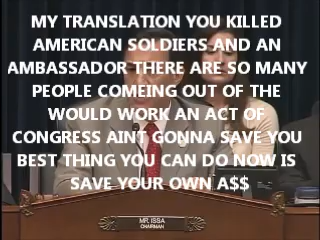 MY TRANSLATION YOU KILLED
AMERICAN SOLDIERS AND AN
AMBASSADOR THERE ARE SO MANY
PEOPLE COMEING OUT OF THE
WOULD WORK AN ACT OF
CONGRESS AINT GONNA SAVE YOU
BEST THING YOU CAN DO NOW IS
SAVE YOUR OWN A$$
MR. ISSA
CHAIRMAN